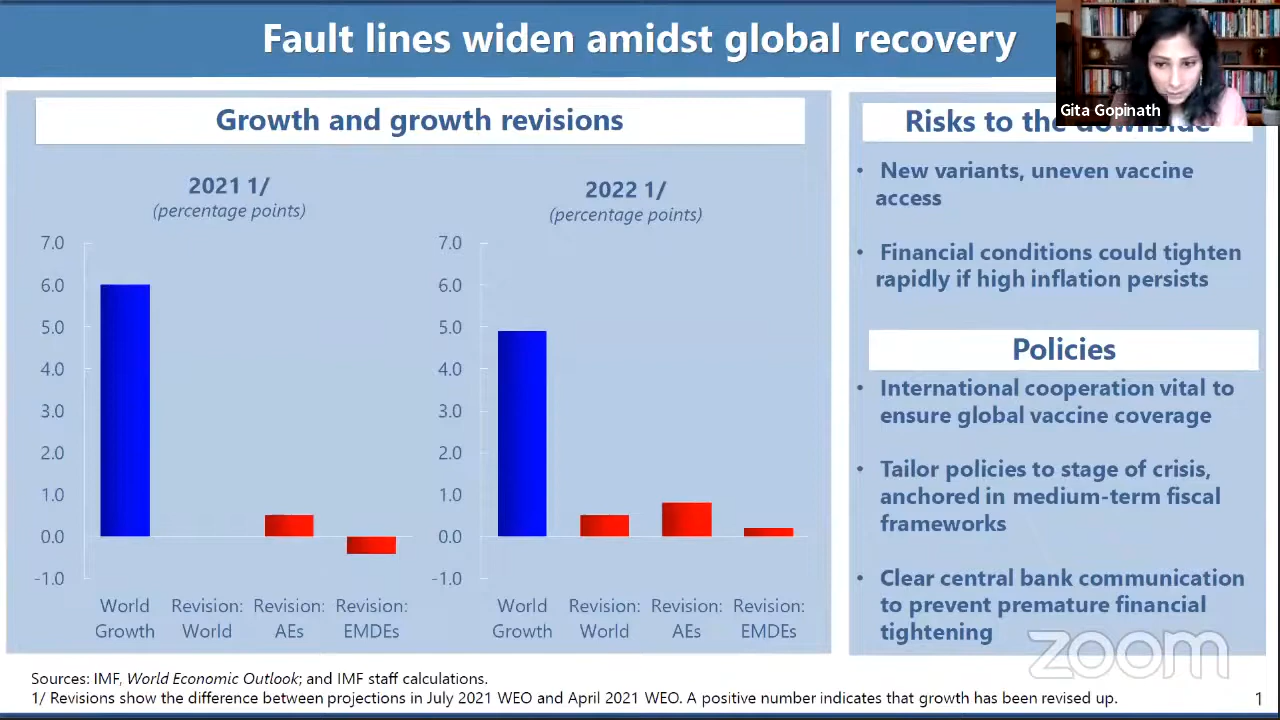 Fault lines widen amidst global recovery
Gita Gopinath
Growth and growth revisions
2021 1/
(percentage points)
7.0
6.0
5.0
4.0
3.0
2.0
1.0
0.0
-1.0
World
Growth
Revision:
World
Revision:
AEs
Revision:
EMDEs
2022 1/
(percentage points)
7.0
6.0
5.0
4.0
3.0
2.0
1.0
0.0
-1.0
World
Growth
Revision:
World
Revision:
AEs
Revision:
EMDEs
Risks to the downside
• New variants, uneven vaccine
access
• Financial conditions could tighten
rapidly if high inflation persists
Policies
• International cooperation vital to
ensure global vaccine coverage
• Tailor policies to stage of crisis,
anchored in medium-term fiscal
frameworks
• Clear central bank communication
to prevent premature financial
tightening
zoom
Sources: IMF, World Economic Outlook; and IMF staff calculations.
1/ Revisions show the difference between projections in July 2021 WEO and April 2021 WEO. A positive number indicates that growth has been revised up.
1